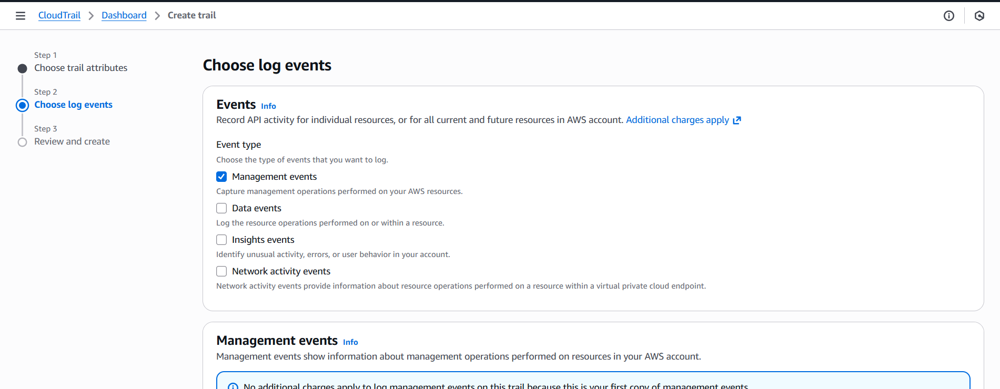 CloudTrail > Dashboard > Create trail
Step 1
Choose trail attributes
Step 2
Choose log events
Step 3
Review and create
Choose log events
Events Info
Record API activity for individual resources, or for all current and future resources in AWS account. Additional charges apply
Event type
Choose the type of events that you want to log.
Management events
Capture management operations performed on your AWS resources.
Data events
Log the resource operations performed on or within a resource.
Insights events
Identify unusual activity, errors, or user behavior in your account.
Network activity events
Network activity events provide information about resource operations performed on a resource within a virtual private cloud endpoint.
Management events Info
Management events show information about management operations performed on resources in your AWS account.
No additional charges apply to log management events on this trail because this is your first copy of management events.